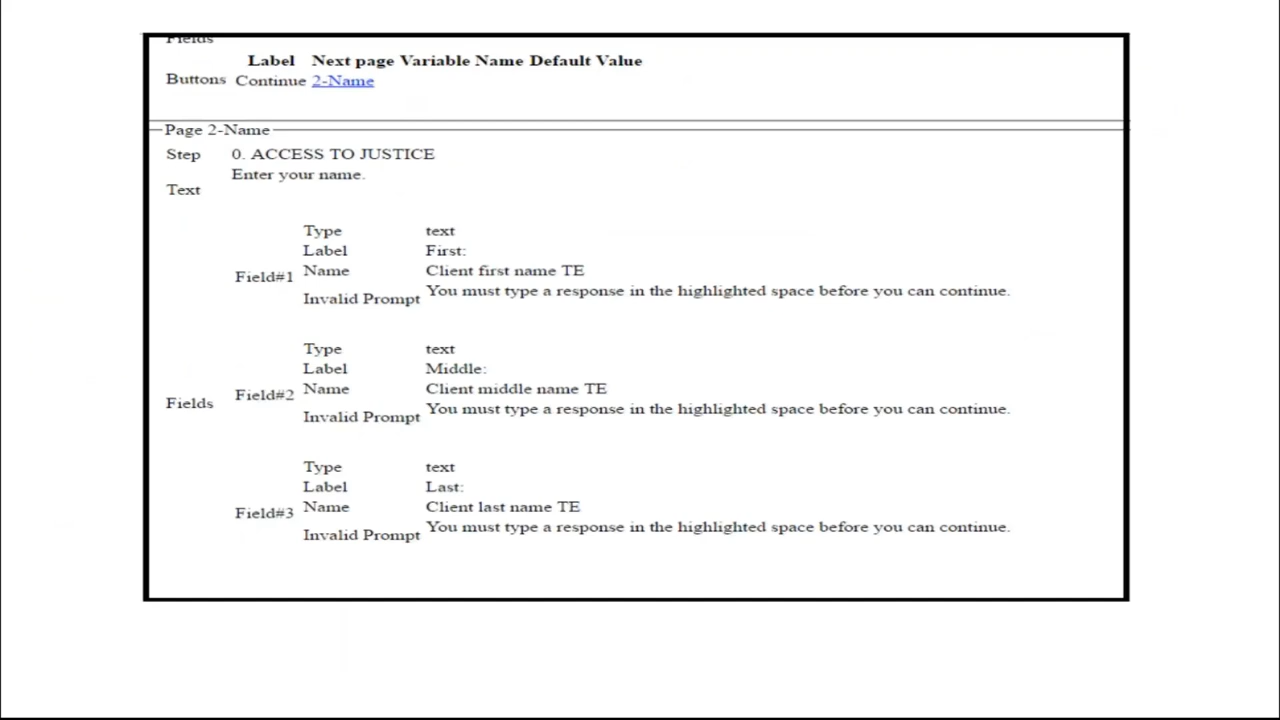 Fields
Label Next page Variable Name Default Value
Buttons Continue 2-Name
Page 2-Name
Step 0. ACCESS TO JUSTICE
Enter your name.
Text
Type text
Label First:
Field#1 Name Client first name TE
Invalid Prompt You must type a response in the highlighted space before you can continue.
Type text
Label Middle:
Field#2 Name Client middle name TE
Fields
Invalid Prompt You must type a response in the highlighted space before you can continue.
Type text
Label Last:
Field#3 Name Client last name TE
Invalid Prompt You must type a response in the highlighted space before you can continue.